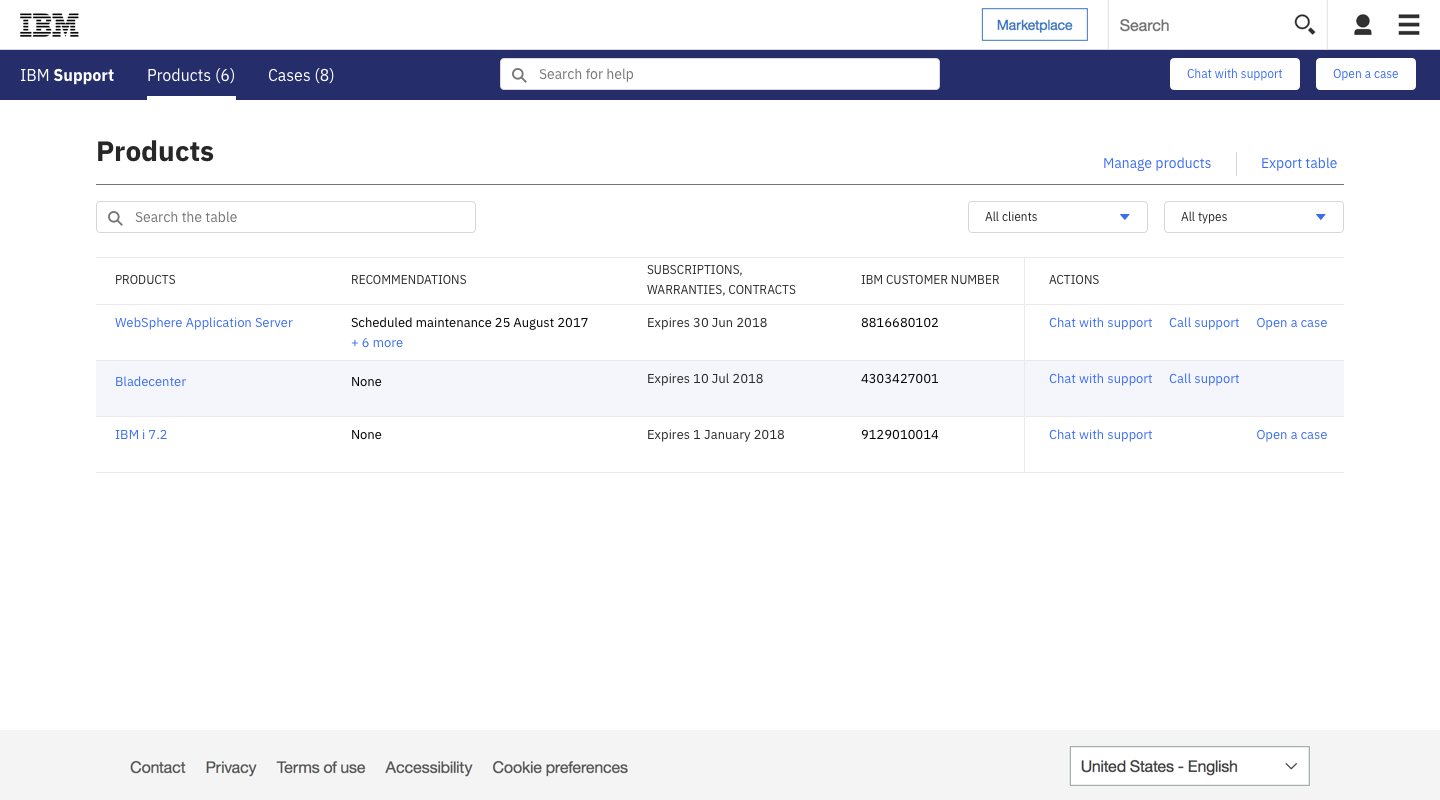 IBM
Marketplace
Search
IBM Support
Products (6)
Cases (8)
Search for help
Chat with support
Open a case
Products
Manage products
Export table
Search the table
All clients
All types
PRODUCTS
RECOMMENDATIONS
SUBSCRIPTIONS,
WARRANTIES, CONTRACTS
IBM CUSTOMER NUMBER
ACTIONS
WebSphere Application Server
Scheduled maintenance 25 August 2017
+ 6 more
Expires 30 Jun 2018
8816680102
Chat with support
Call support
Open a case
Bladecenter
None
Expires 10 Jul 2018
4303427001
Chat with support
Call support
IBM i 7.2
None
Expires 1 January 2018
9129010014
Chat with support
Open a case
Contact
Privacy
Terms of use
Accessibility
Cookie preferences
United States - English